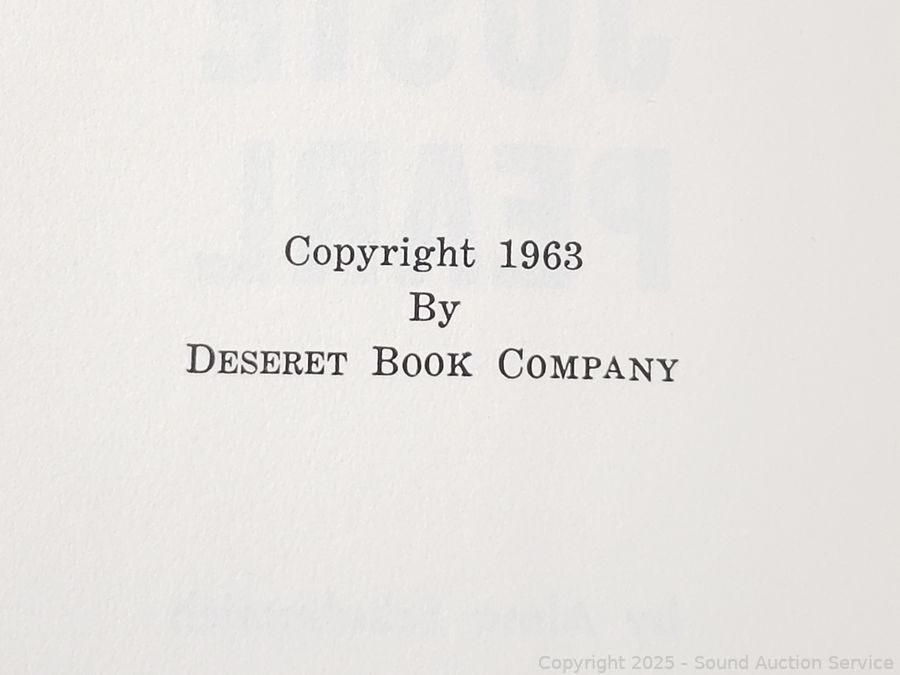 Copyright 1963
By
DESERET BOOK COMPANY
Copyright 2025 - Sound Auction Service